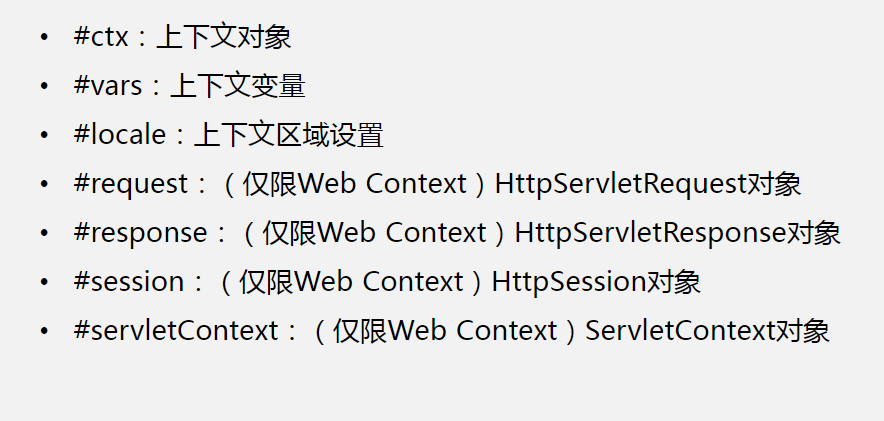 • #ctx：上下文对象
• #vars：上下文变量
• #locale：上下文区域设置
• #request：（仅限Web Context）HttpServletRequest对象
• #response：（仅限Web Context）HttpServletResponse对象
• #session：（仅限Web Context）HttpSession对象
• #servletContext：（仅限Web Context）ServletContext对象